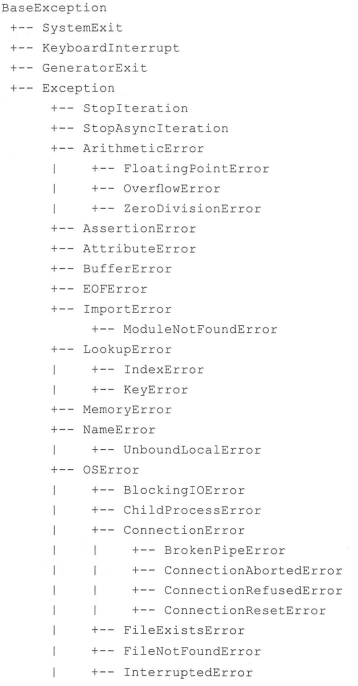 BaseException
 +-- SystemExit
 +-- KeyboardInterrupt
 +-- GeneratorExit
 +-- Exception
      +-- StopIteration
      +-- StopAsyncIteration
      +-- ArithmeticError
      |    +-- FloatingPointError
      |    +-- OverflowError
      |    +-- ZeroDivisionError
      +-- AssertionError
      +-- AttributeError
      +-- BufferError
      +-- EOFError
      +-- ImportError
           +-- ModuleNotFoundError
      +-- LookupError
      |    +-- IndexError
      |    +-- KeyError
      +-- MemoryError
      +-- NameError
      |    +-- UnboundLocalError
      +-- OSError
      |    +-- BlockingIOError
      |    +-- ChildProcessError
      |    +-- ConnectionError
      |    |    +-- BrokenPipeError
      |    |    +-- ConnectionAbortedError
      |    |    +-- ConnectionRefusedError
      |    |    +-- ConnectionResetError
      |    +-- FileExistsError
      |    +-- FileNotFoundError
      |    +-- InterruptedError